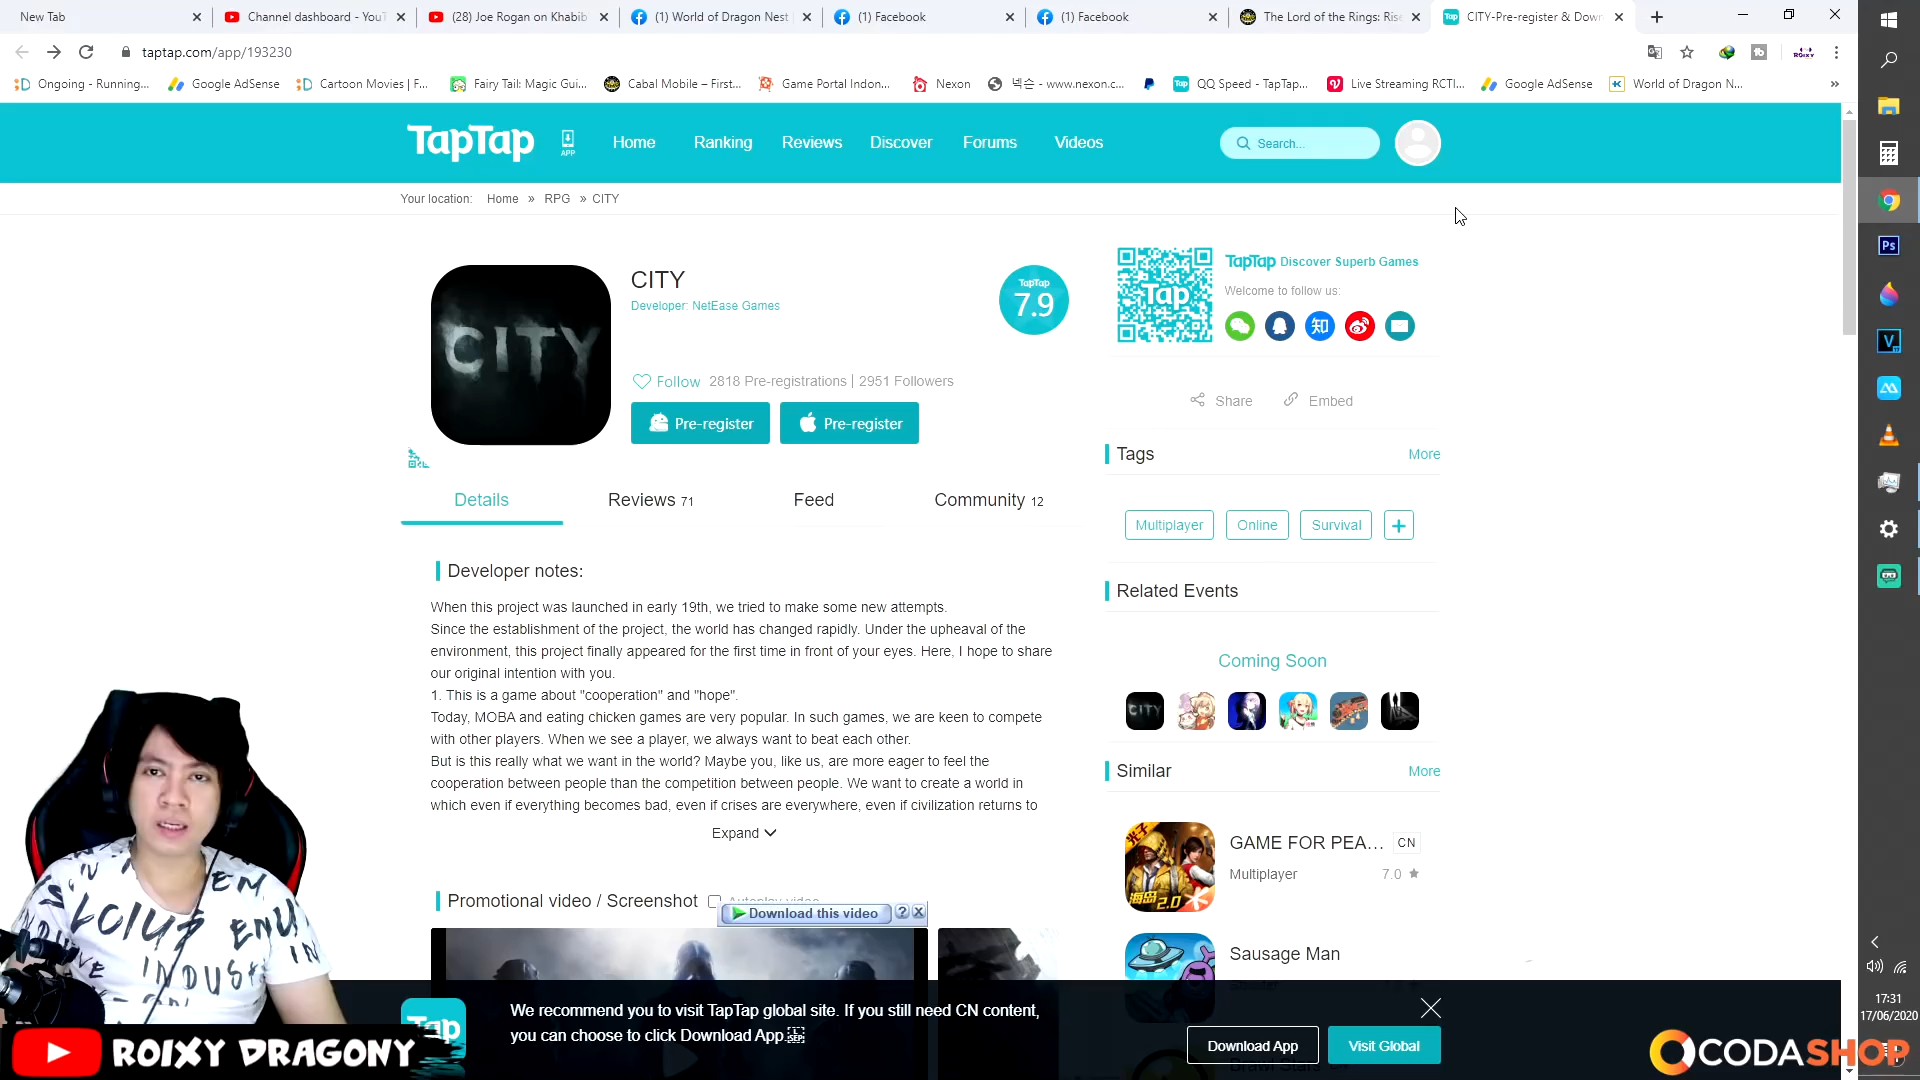 New Tab
Channel dashboard - YouT
(28) Joe Rogan on Khabib
(1) World of Dragon Nest
(1) Facebook
(1) Facebook
The Lord of the Rings: Rise
CITY-Pre-register & Down
taptap.com/app/193230
Ongoing - Running...
Google AdSense
Cartoon Movies | F...
Fairy Tail: Magic Gui...
Cabal Mobile – First...
Game Portal Indon...
Nexon
넥슨 - www.nexon.c...
QQ Speed - TapTap...
Live Streaming RCTI...
Google AdSense
World of Dragon N...
TapTap
APP
Home
Ranking
Reviews
Discover
Forums
Videos
Search...
Your location: Home » RPG » CITY
CITY
CITY
Developer: NetEase Games
TapTap
7.9
Follow 2818 Pre-registrations | 2951 Followers
Pre-register
Pre-register
Tap
TapTap Discover Superb Games
Welcome to follow us:
知
Share
Embed
Details
Reviews 71
Feed
Community 12
Tags
More
Multiplayer
Online
Survival
+
Developer notes:
When this project was launched in early 19th, we tried to make some new attempts.
Since the establishment of the project, the world has changed rapidly. Under the upheaval of the
environment, this project finally appeared for the first time in front of your eyes. Here, I hope to share
our original intention with you.
1. This is a game about "cooperation" and "hope".
Today, MOBA and eating chicken games are very popular. In such games, we are keen to compete
with other players. When we see a player, we always want to beat each other.
But is this really what we want in the world? Maybe you, like us, are more eager to feel the
cooperation between people than the competition between people. We want to create a world in
which even if everything becomes bad, even if crises are everywhere, even if civilization returns to
Expand
Related Events
Coming Soon
CITY
Similar
More
GAME FOR PEA...
CN
Multiplayer
7.0
海岛2.0
Sausage Man
Promotional video / Screenshot
Autoplay video
Download this video
?
Tap
We recommend you to visit TapTap global site. If you still need CN content,
you can choose to click Download App.
Download App
Visit Global
Brawl Stars
ROIXY DRAGONY
Ps
V
17:31
17/06/2020
CODASHOP